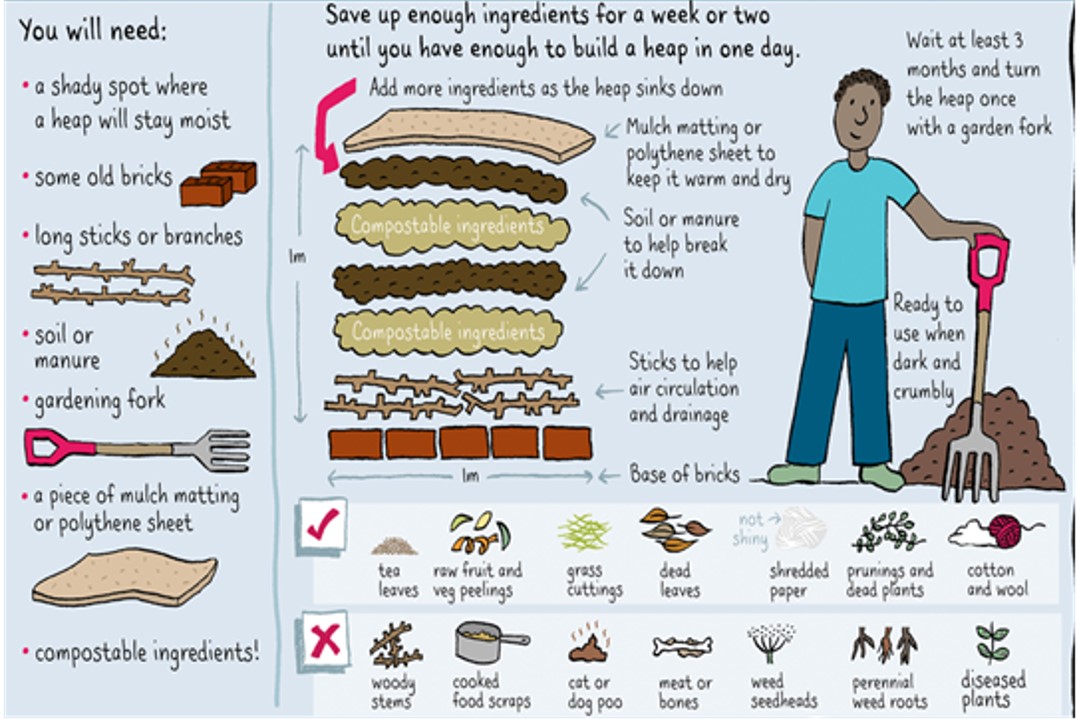 You will need:
• a shady spot where
a heap will stay moist
• some old bricks
• long sticks or branches
• soil or
manure
• gardening fork
• a piece of mulch matting
or polythene sheet
• compostable ingredients!
Save up enough ingredients for a week or two
until you have enough to build a heap in one day.
Add more ingredients as the heap sinks down
Mulch matting or
polythene sheet to
keep it warm and dry
Compostable ingredients
Soil or manure
to help break
it down
1m
Compostable ingredients
Sticks to help
air circulation
and drainage
1m
Base of bricks
Wait at least 3
months and turn
the heap once
with a garden fork
Ready to
use when
dark and
crumbly
tea
leaves
raw fruit and
veg peelings
grass
cuttings
dead
leaves
not
shiny
shredded
paper
prunings and
dead plants
cotton
and wool
woody
stems
cooked
food scraps
cat or
dog poo
meat or
bones
weed
seedheads
perennial
weed roots
diseased
plants